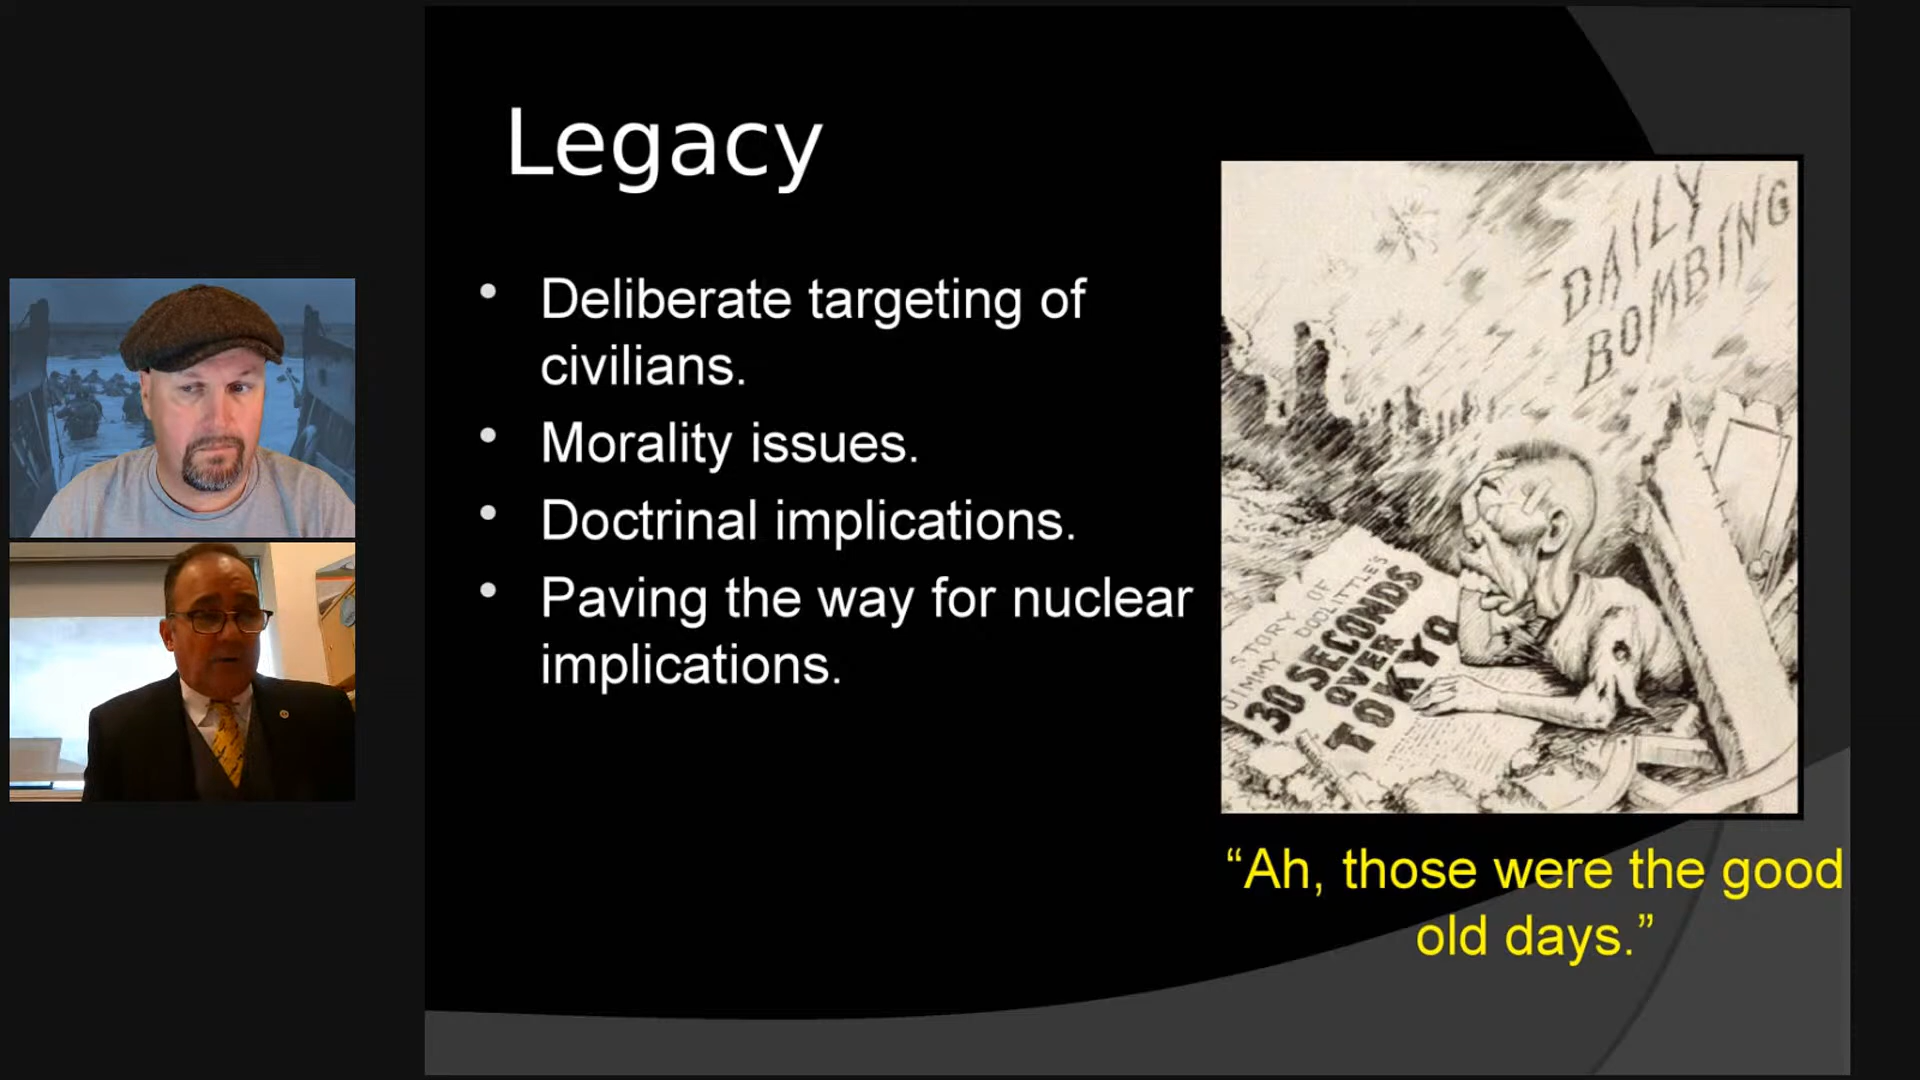 Legacy
• Deliberate targeting of
civilians.
• Morality issues.
• Doctrinal implications.
• Paving the way for nuclear
implications.
DAILY
BOMBING
STORY OF
JIMMY DOOLITTLE'S
30 SECONDS
OVER
TOKYO
“Ah, those were the good
old days.”